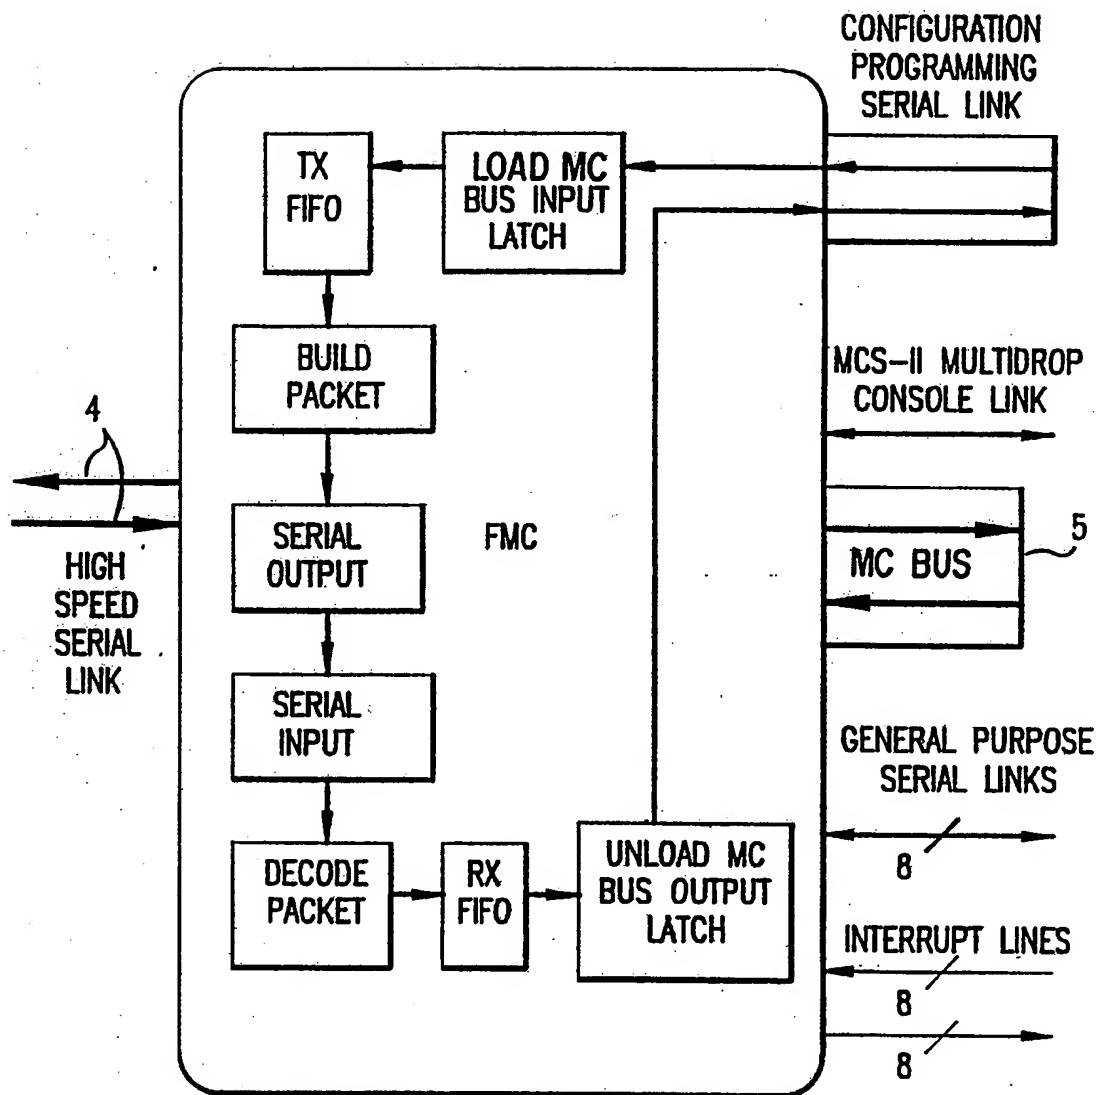 CONFIGURATION
PROGRAMMING
SERIAL LINK
TX
FIFO
LOAD MC
BUS INPUT
LATCH
BUILD
PACKET
MCS-II MULTIDROP
CONSOLE LINK
4
SERIAL
OUTPUT
FMC
5
MC BUS
HIGH
SPEED
SERIAL
LINK
SERIAL
INPUT
GENERAL PURPOSE
SERIAL LINKS
8
DECODE
PACKET
RX
FIFO
UNLOAD MC
BUS OUTPUT
LATCH
INTERRUPT LINES
8
8